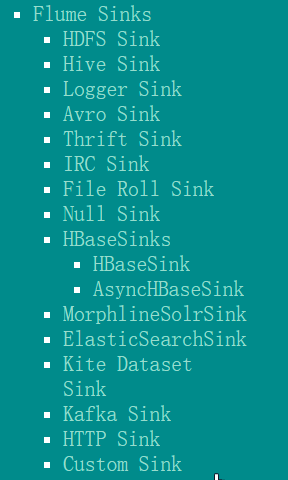 Flume Sinks
HDFS Sink
Hive Sink
Logger Sink
Avro Sink
Thrift Sink
IRC Sink
File Roll Sink
Null Sink
HBaseSinks
HBaseSink
AsyncHBaseSink
MorphlineSolrSink
ElasticSearchSink
Kite Dataset
Sink
Kafka Sink
HTTP Sink
Custom Sink